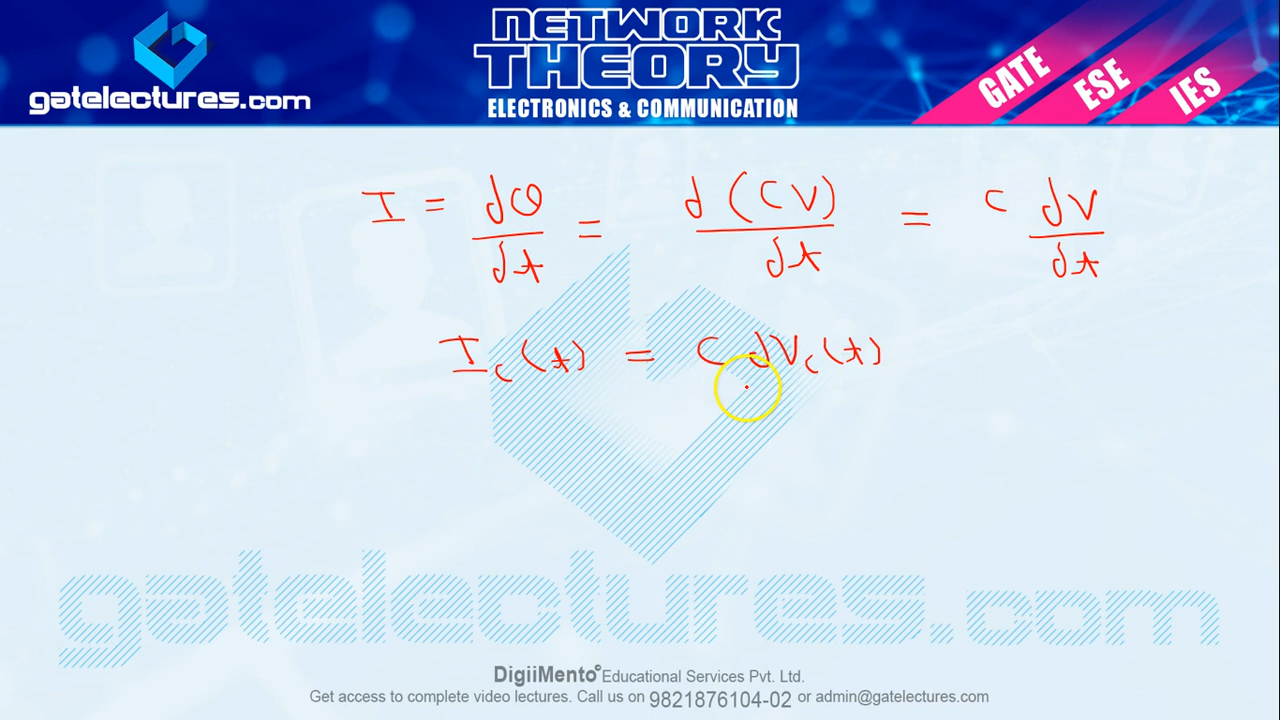 gatelectures.com
NETWORK
THEORY
ELECTRONICS & COMMUNICATION
GATE
ESE
IES
I = dQ/dt = d(CV)/dt = C dV/dt
I_c(t) = C dV_c(t)
gatelectures.com
DigiiMento© Educational Services Pvt. Ltd.
Get access to complete video lectures. Call us on 9821876104-02 or admin@gatelectures.com